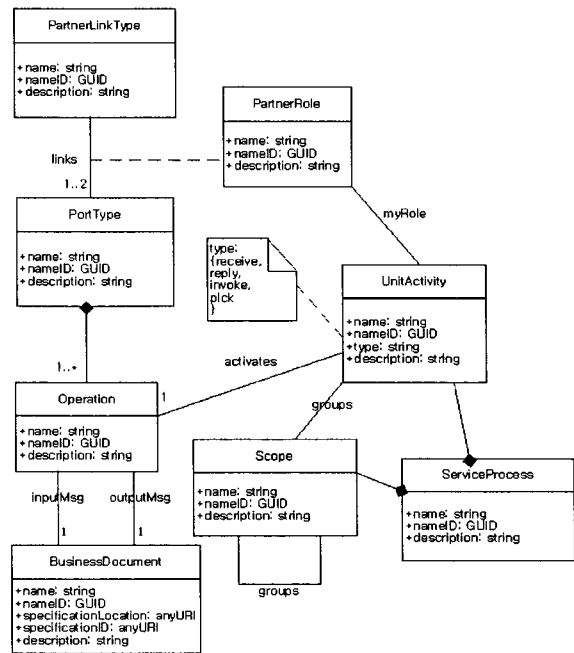 PartnerLinkType
+name: string
+nameID: GUID
+description: string
links
1..2
PartnerRole
+name: string
+nameID: GUID
+description: string
myRole
PortType
+name: string
+nameID: GUID
+description: string
type:
{receive,
reply,
invoke,
pick
}
UnitActivity
+name: string
+nameID: GUID
+type: string
+description: string
1..*
activates
1
groups
Operation
+name: string
+nameID: GUID
+description: string
inputMsg
outputMsg
1
1
Scope
+name: string
+nameID: GUID
+description: string
groups
ServiceProcess
+name: string
+nameID: GUID
+description: string
BusinessDocument
+name: string
+nameID: GUID
+specificationLocation: anyURI
+specificationID: anyURI
+description: string